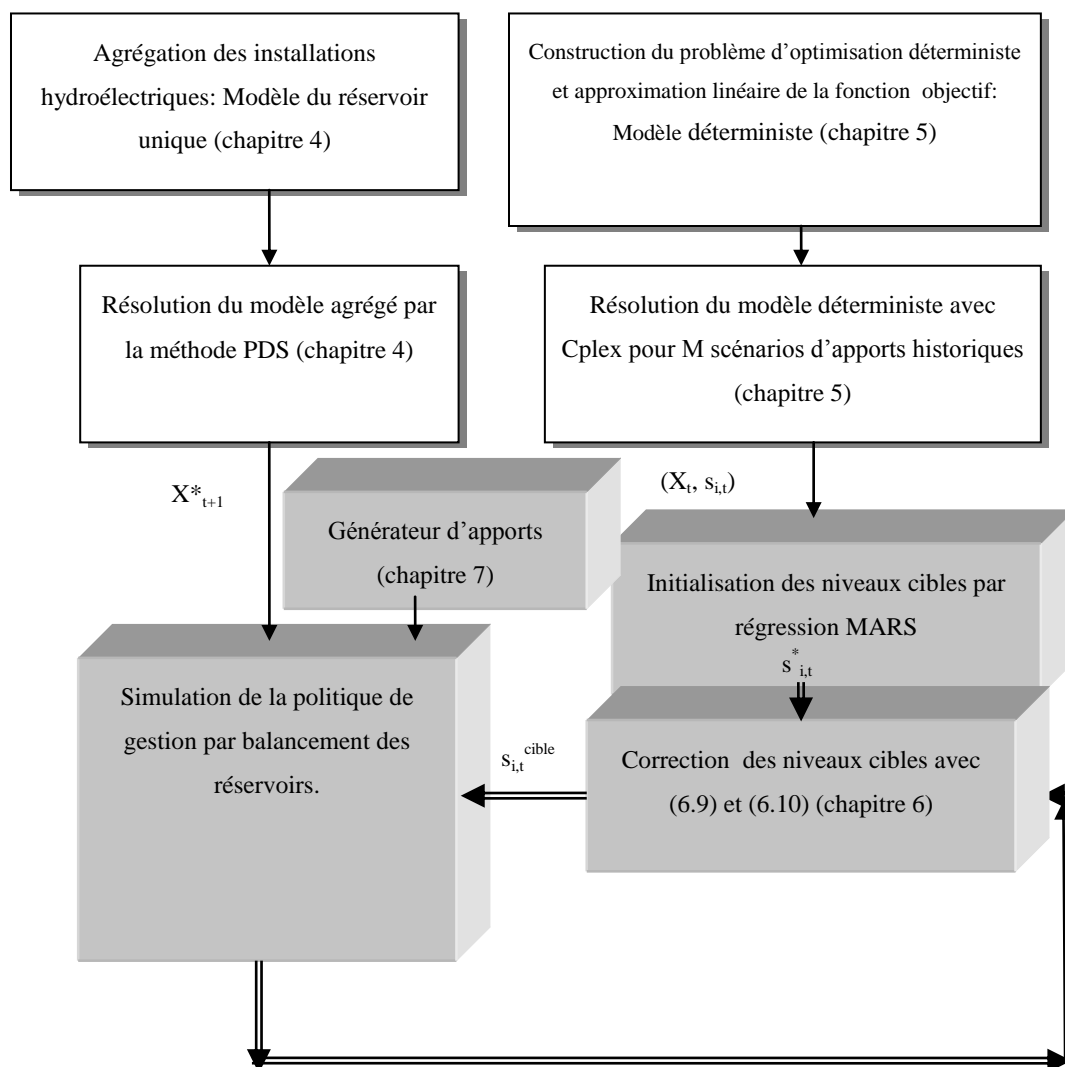 Agrégation des installations
hydroélectriques: Modèle du réservoir
unique (chapitre 4)
Construction du problème d’optimisation déterministe
et approximation linéaire de la fonction objectif:
Modèle déterministe (chapitre 5)
Résolution du modèle agrégé par
la méthode PDS (chapitre 4)
Résolution du modèle déterministe avec
Cplex pour M scénarios d’apports historiques
(chapitre 5)
X*t+1
(Xt, si,t)
Générateur d’apports
(chapitre 7)
Initialisation des niveaux cibles par
régression MARS
s*i,t
Simulation de la politique de
gestion par balancement des
réservoirs.
si,tcible
Correction des niveaux cibles avec
(6.9) et (6.10) (chapitre 6)